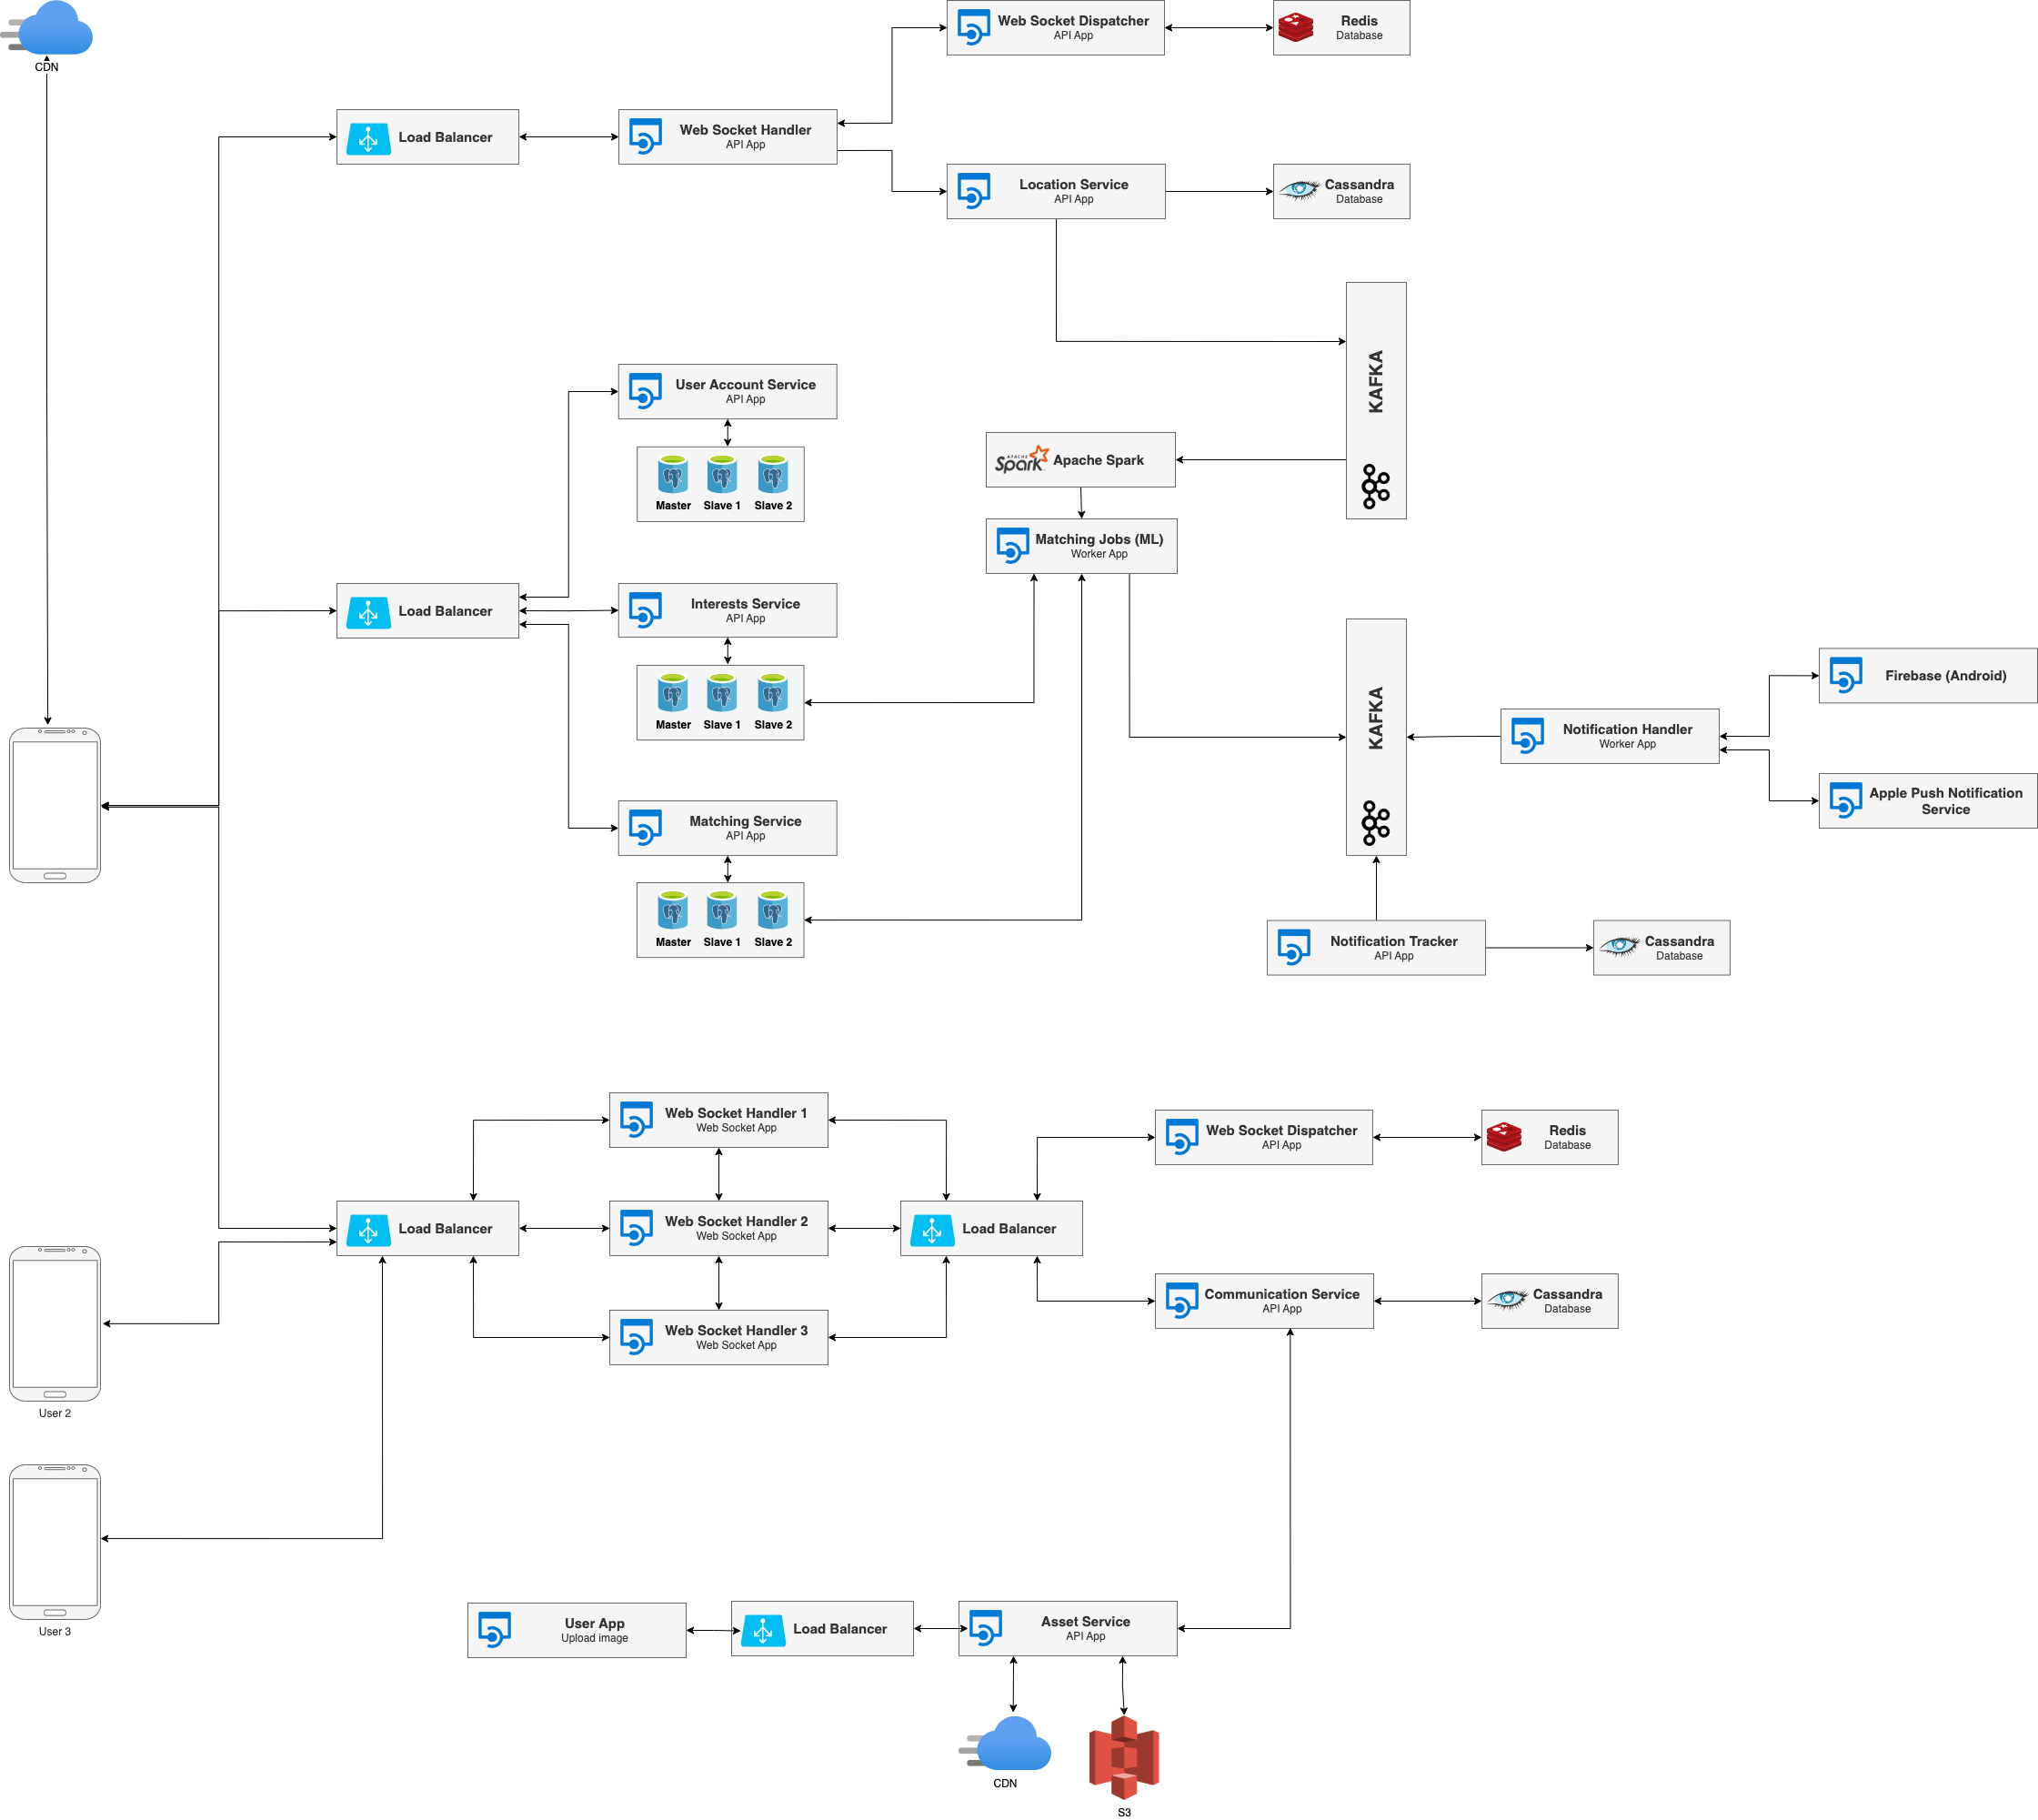 CDN
Web Socket Dispatcher
API App
Redis
Database
Load Balancer
Web Socket Handler
API App
Location Service
API App
Cassandra
Database
KAFKA
User Account Service
API App
Master
Slave 1
Slave 2
APACHE
Spark
Apache Spark
Matching Jobs (ML)
Worker App
Load Balancer
Interests Service
API App
Master
Slave 1
Slave 2
KAFKA
Firebase (Android)
Notification Handler
Worker App
Apple Push Notification
Service
Matching Service
API App
Master
Slave 1
Slave 2
Notification Tracker
API App
Cassandra
Database
Web Socket Handler 1
Web Socket App
Web Socket Dispatcher
API App
Redis
Database
Load Balancer
Web Socket Handler 2
Web Socket App
Load Balancer
Communication Service
API App
Cassandra
Database
Web Socket Handler 3
Web Socket App
User 2
User 3
User App
Upload image
Load Balancer
Asset Service
API App
CDN
S3